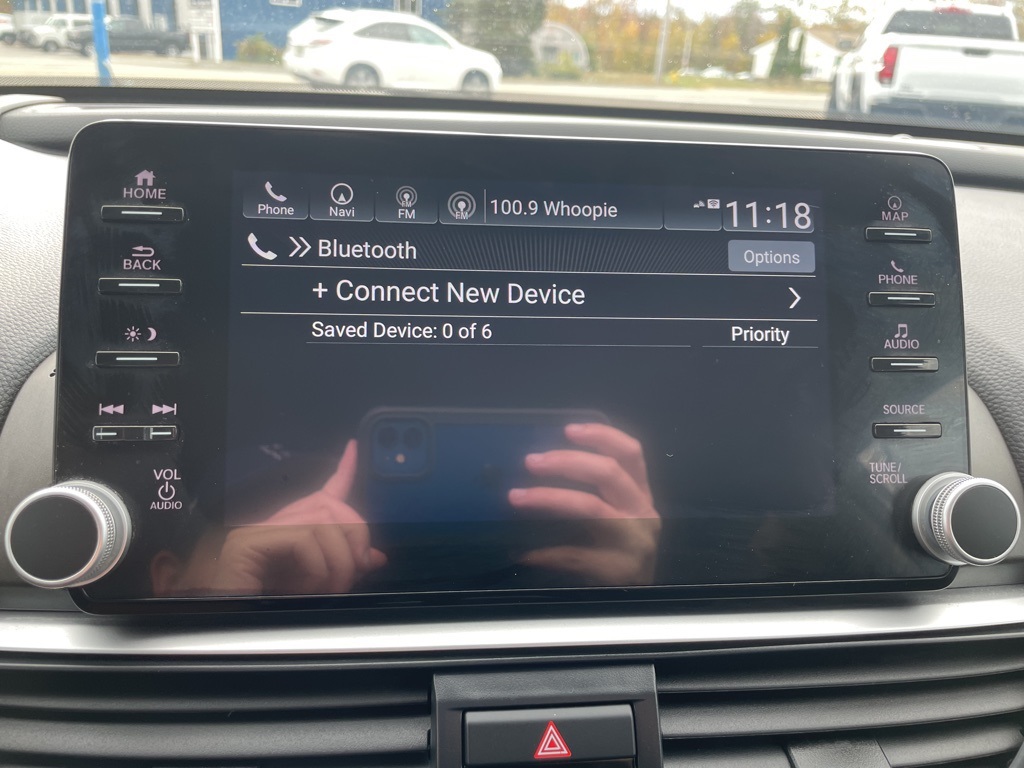 HOME
BACK
VOL
AUDIO
Phone
Navi
FM
FM
FM
100.9 Whoopie
11:18
Bluetooth
Options
+ Connect New Device
Saved Device: 0 of 6
Priority
MAP
PHONE
AUDIO
SOURCE
TUNE/
SCROLL